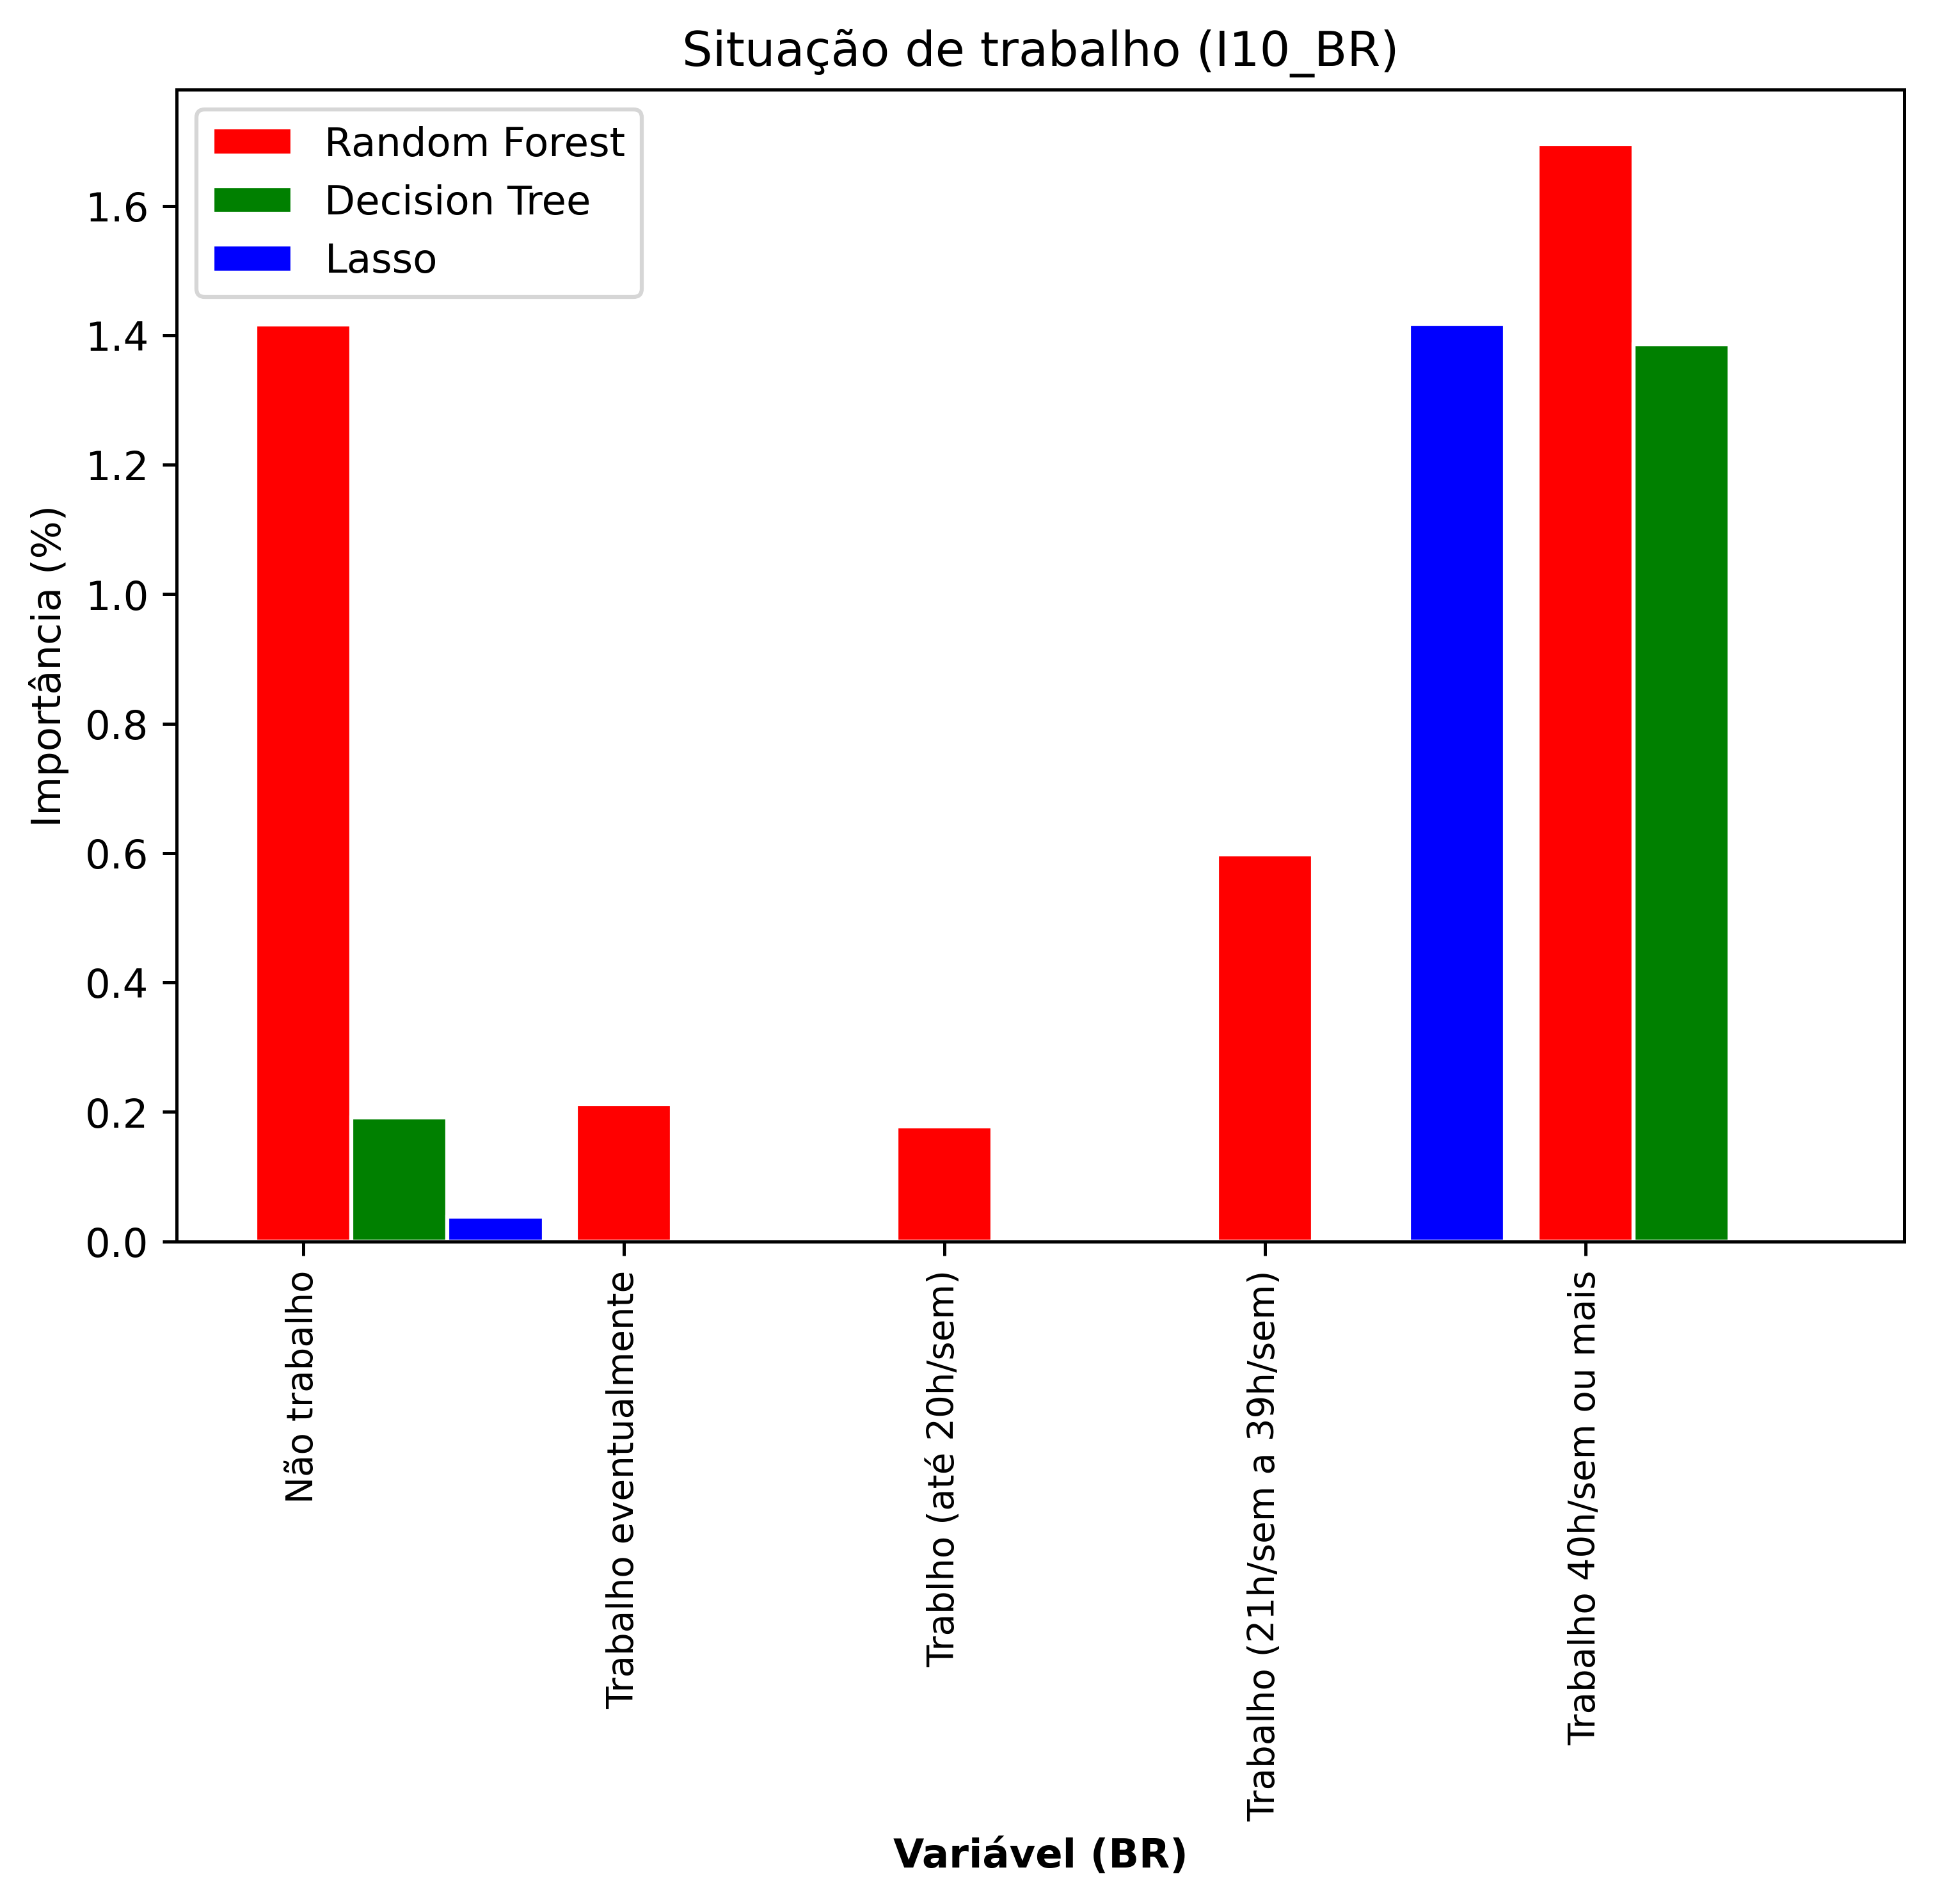 Situação de trabalho (I10_BR)
Random Forest
Decision Tree
Lasso
Importância (%)
1.6
1.4
1.2
1.0
0.8
0.6
0.4
0.2
0.0
Não trabalho
Trabalho eventualmente
Trablho (até 20h/sem)
Trabalho (21h/sem a 39h/sem)
Trabalho 40h/sem ou mais
Variável (BR)